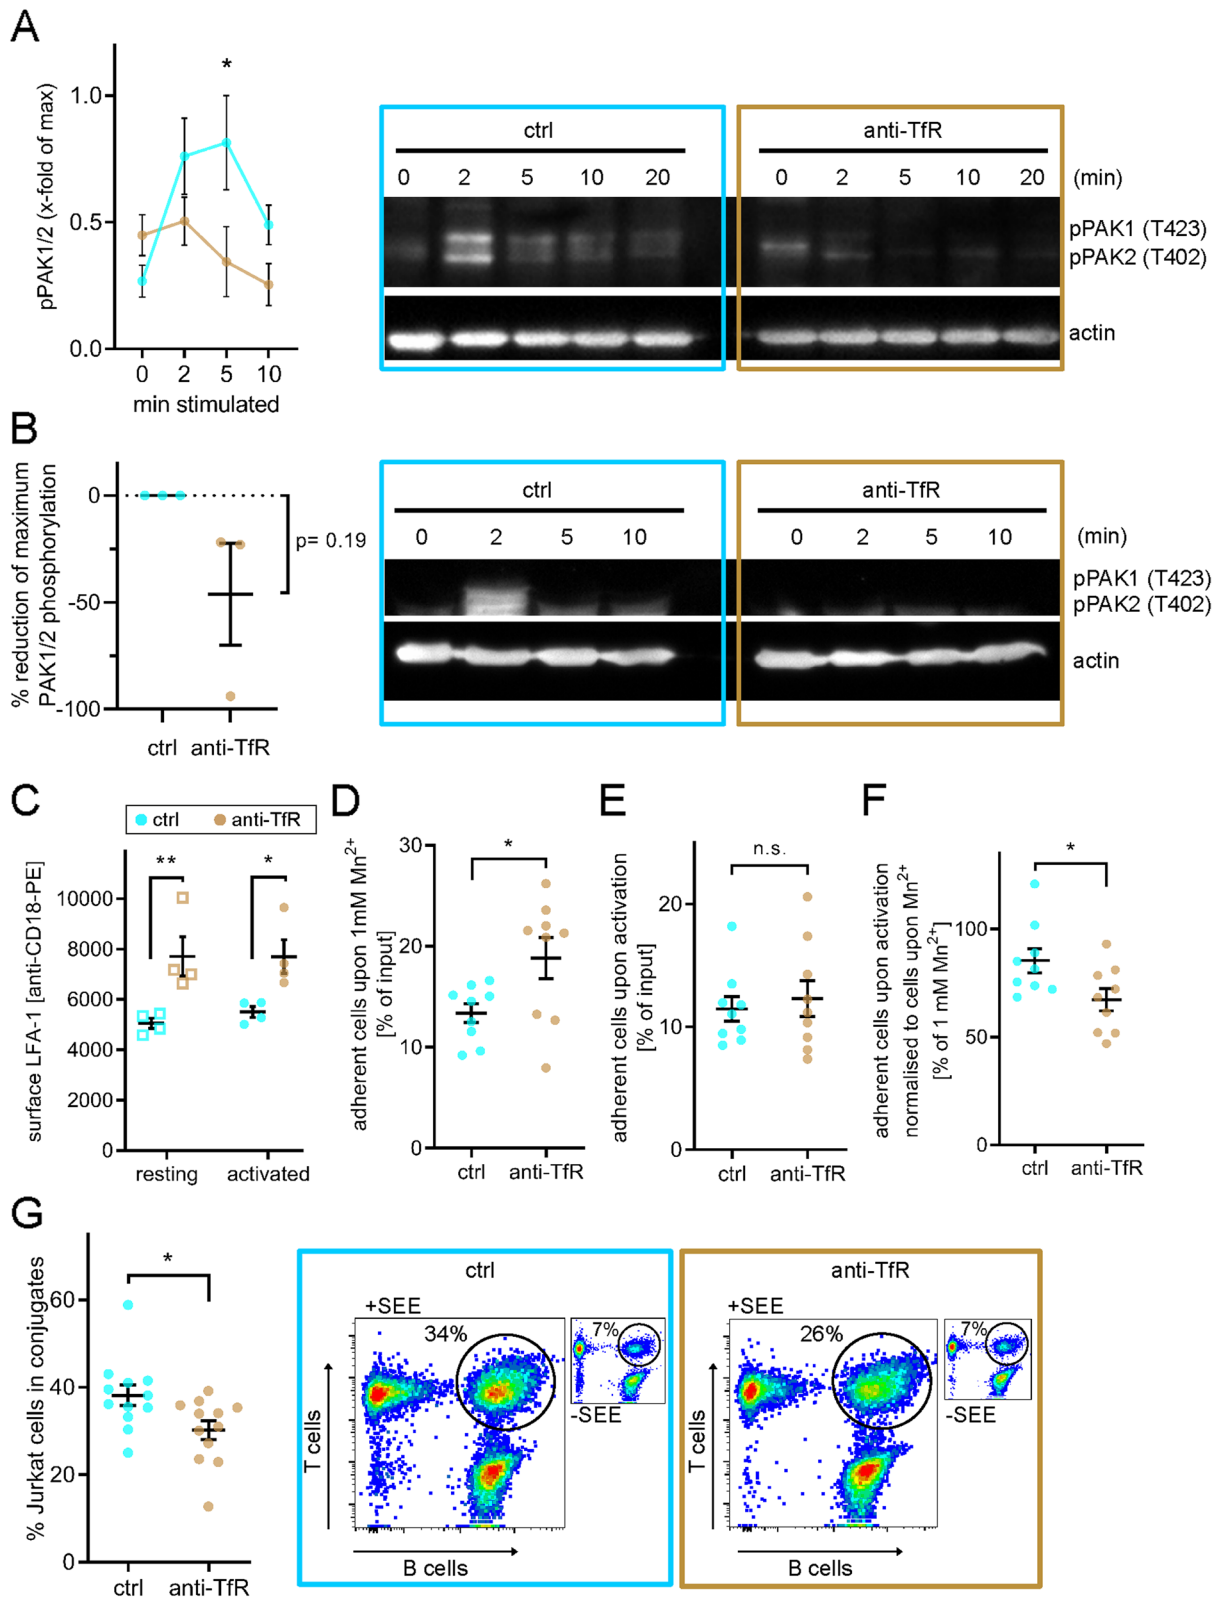 A
pPAK1/2 (x-fold of max)
1.0
0.5
0.0
*
0 2 5 10
min stimulated
ctrl
anti-TfR
0 2 5 10 20
0 2 5 10 20
(min)
pPAK1 (T423)
pPAK2 (T402)
actin
B
% reduction of maximum
PAK1/2 phosphorylation
0
-50
-100
p= 0.19
ctrl anti-TfR
ctrl
anti-TfR
0 2 5 10
0 2 5 10
(min)
pPAK1 (T423)
pPAK2 (T402)
actin
C
ctrl anti-TfR
surface LFA-1 [anti-CD18-PE]
10000
8000
6000
4000
2000
0
** *
resting activated
D
adherent cells upon 1mM Mn2+
[% of input]
30
20
10
0
*
ctrl anti-TfR
E
adherent cells upon activation
[% of input]
20
10
0
n.s.
ctrl anti-TfR
F
adherent cells upon activation
normalised to cells upon Mn2+
[% of 1 mM Mn2+]
100
50
0
*
ctrl anti-TfR
G
% Jurkat cells in conjugates
60
40
20
0
*
ctrl anti-TfR
ctrl
+SEE
34%
7%
-SEE
T cells
B cells
anti-TfR
+SEE
26%
7%
-SEE
T cells
B cells